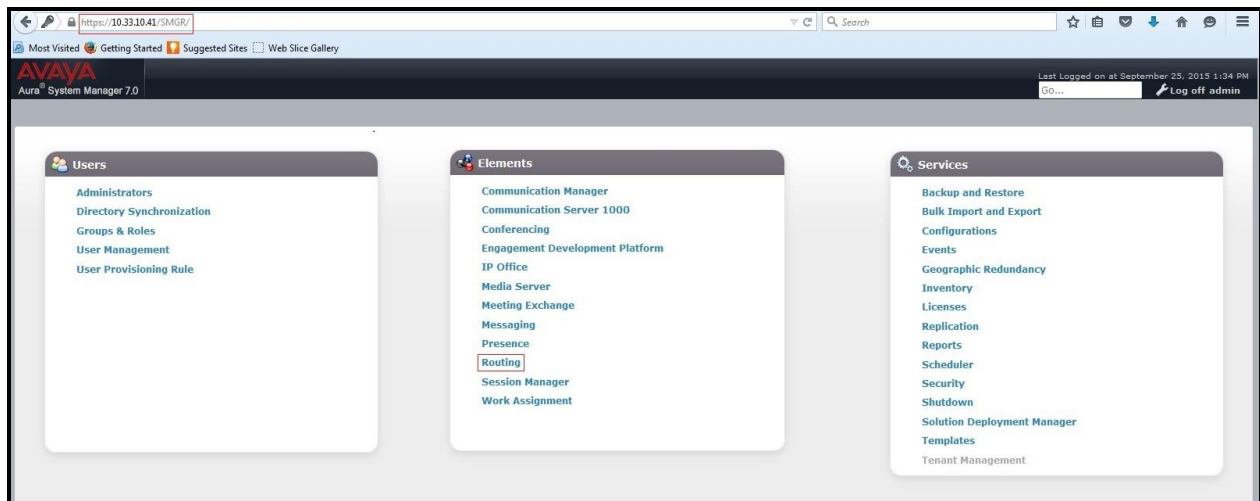 https://10.33.10.41/SMGR/
Search
Most Visited Getting Started Suggested Sites Web Slice Gallery
AVAYA
Aura® System Manager 7.0
Last Logged on at September 25, 2015 1:34 PM
Go... Log off admin
Users
Administrators
Directory Synchronization
Groups & Roles
User Management
User Provisioning Rule
Elements
Communication Manager
Communication Server 1000
Conferencing
Engagement Development Platform
IP Office
Media Server
Meeting Exchange
Messaging
Presence
Routing
Session Manager
Work Assignment
Services
Backup and Restore
Bulk Import and Export
Configurations
Events
Geographic Redundancy
Inventory
Licenses
Replication
Reports
Scheduler
Security
Shutdown
Solution Deployment Manager
Templates
Tenant Management